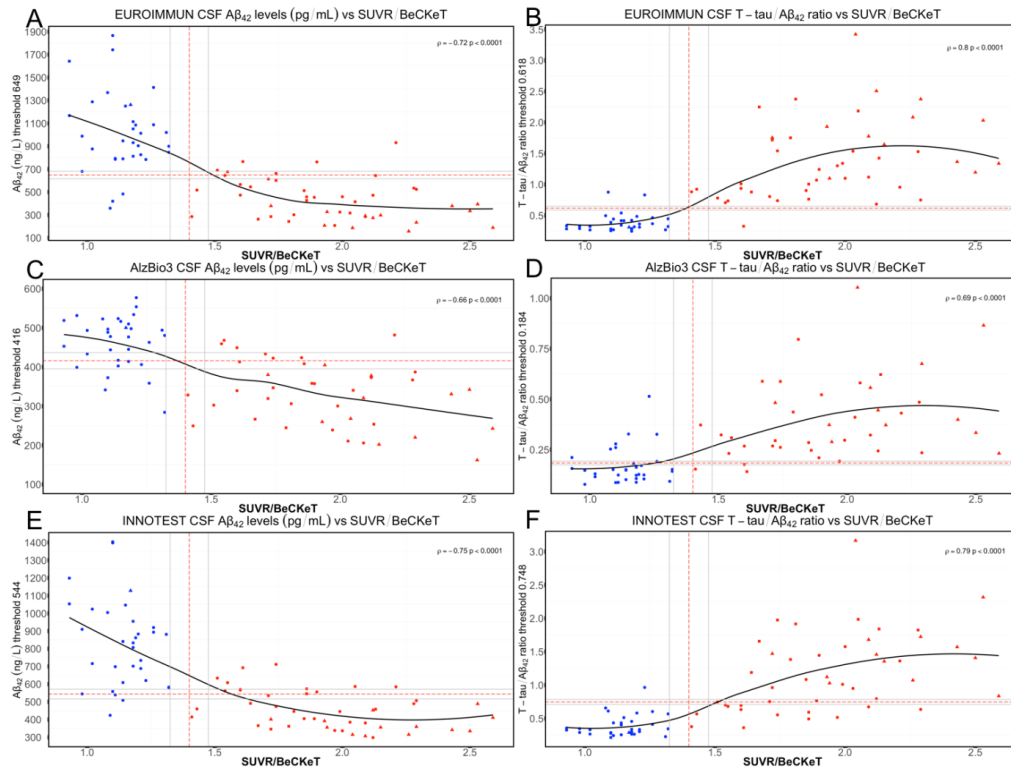 A
EUROIMMUN CSF Aβ42 levels (pg/mL) vs SUVR/BeCKeT
ρ = −0.72 p < 0.0001
Aβ42 (ng/L) threshold 649
1900
1700
1500
1300
1100
900
700
500
300
100
1.0 1.5 2.0 2.5
SUVR/BeCKeT
B
EUROIMMUN CSF T − tau/Aβ42 ratio vs SUVR/BeCKeT
ρ = 0.8 p < 0.0001
T − tau/Aβ42 ratio threshold 0.618
3.5
3.0
2.5
2.0
1.5
1.0
0.5
1.0 1.5 2.0 2.5
SUVR/BeCKeT
C
AlzBio3 CSF Aβ42 levels (pg/mL) vs SUVR/BeCKeT
ρ = −0.66 p < 0.0001
Aβ42 (ng/L) threshold 416
600
500
400
300
200
100
1.0 1.5 2.0 2.5
SUVR/BeCKeT
D
AlzBio3 CSF T − tau/Aβ42 ratio vs SUVR/BeCKeT
ρ = 0.69 p < 0.0001
T − tau/Aβ42 ratio threshold 0.184
1.00
0.75
0.50
0.25
1.0 1.5 2.0 2.5
SUVR/BeCKeT
E
INNOTEST CSF Aβ42 levels (pg/mL) vs SUVR/BeCKeT
ρ = −0.75 p < 0.0001
Aβ42 (ng/L) threshold 544
1400
1300
1200
1100
1000
900
800
700
600
500
400
300
1.0 1.5 2.0 2.5
SUVR/BeCKeT
F
INNOTEST CSF T − tau/Aβ42 ratio vs SUVR/BeCKeT
ρ = 0.79 p < 0.0001
T − tau/Aβ42 ratio threshold 0.748
3.0
2.5
2.0
1.5
1.0
0.5
1.0 1.5 2.0 2.5
SUVR/BeCKeT